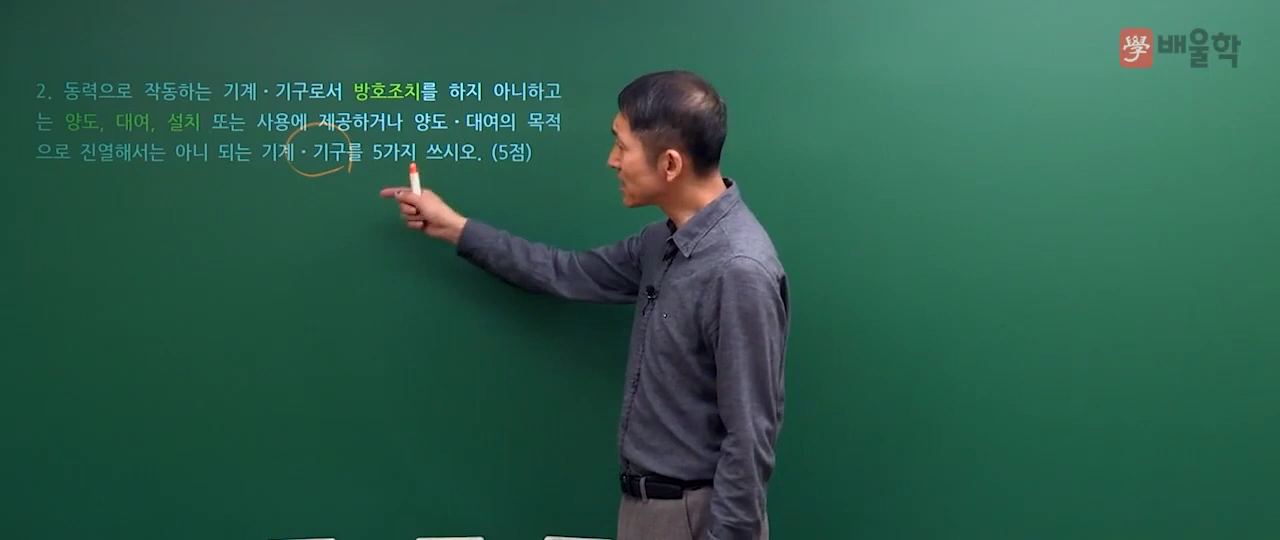 學 배울학
2. 동력으로 작동하는 기계·기구로서 방호조치를 하지 아니하고
는 양도, 대여, 설치 또는 사용에 제공하거나 양도·대여의 목적
으로 진열해서는 아니 되는 기계·기구를 5가지 쓰시오. (5점)